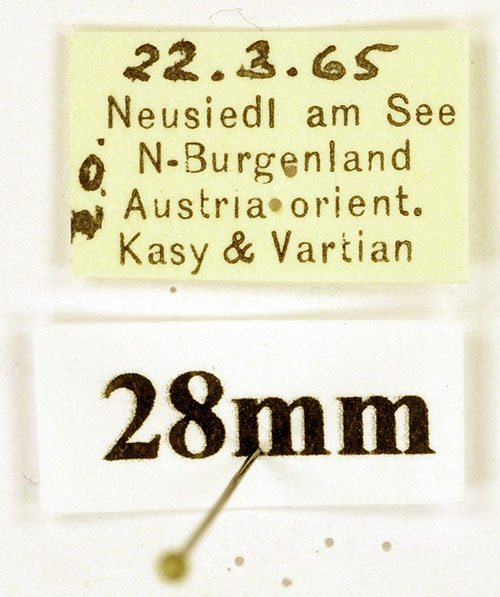 22.3.65
Neusiedl am See
N-Burgenland
Austria orient.
Kasy & Vartian
28mm